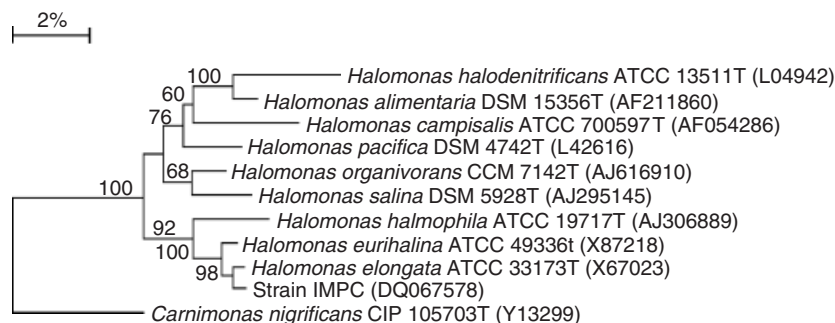 2%
100
Halomonas halodenitrificans ATCC 13511T (L04942)
60
Halomonas alimentaria DSM 15356T (AF211860)
76
Halomonas campisalis ATCC 700597T (AF054286)
Halomonas pacifica DSM 4742T (L42616)
68
Halomonas organivorans CCM 7142T (AJ616910)
100
Halomonas salina DSM 5928T (AJ295145)
92
Halomonas halmophila ATCC 19717T (AJ306889)
100
Halomonas eurihalina ATCC 49336t (X87218)
98
Halomonas elongata ATCC 33173T (X67023)
Strain IMPC (DQ067578)
Carnimonas nigrificans CIP 105703T (Y13299)